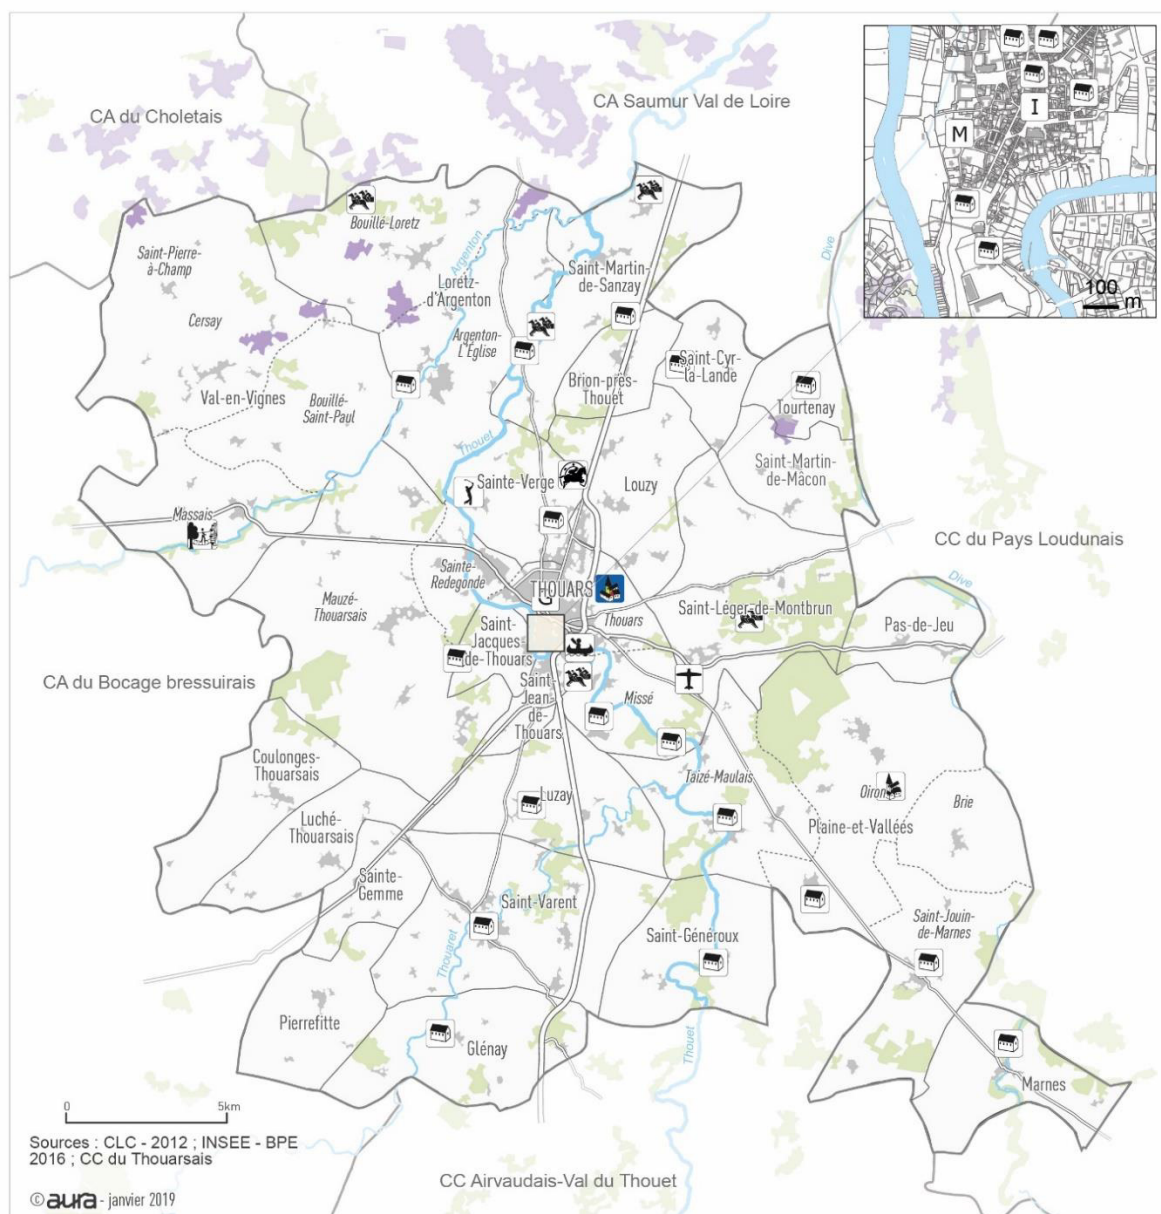 CA du Choletais
CA Saumur Val de Loire
M
I
100
m
Bouillé-Loretz
Saint-Pierre-
à-Champ
Argenton
Dive
Loretz-
d'Argenton
Saint-Martin-
de-Sanzay
Cersay
Argenton-
L'Église
Saint-Cyr-
la-Lande
Brion-près-
Thouet
Val-en-Vignes
Bouillé-
Saint-Paul
Tourtenay
Thouet
Saint-Martin-
de-Mâcon
Sainte-Verge
Louzy
Massais
CC du Pays Loudunais
Sainte-
Redegonde
THOUARS
Dive
Mauzé-
Thouarsais
Saint-
Jacques
de-Thouars
Thouars
Saint-Léger-de-Montbrun
Pas-de-Jeu
CA du Bocage bressuirais
Saint-
Jean-
de-
Thouars
Missé
Coulonges-
Thouarsais
Taizé-Maulais
Oiron
Brie
Luzay
Luché-
Thouarsais
Plaine-et-Valléés
Sainte-
Gemme
Saint-Varent
Saint-Jouin-
de-Marnes
Saint-Généroux
Thouaret
Pierrefitte
Glénay
Thouet
Marnes
0
5km
Sources : CLC - 2012 ; INSEE - BPE
2016 ; CC du Thouarsais
CC Airvaudais-Val du Thouet
© aura - janvier 2019